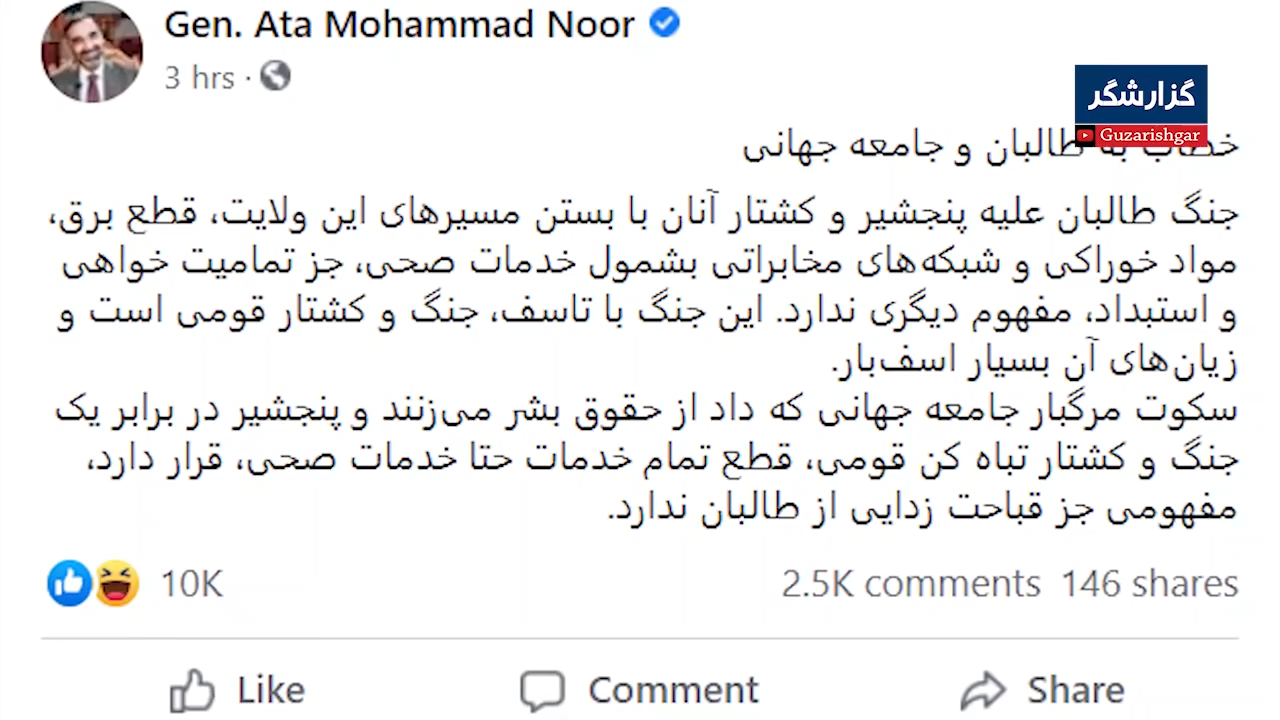 Gen. Ata Mohammad Noor
3 hrs ·
گزارشگر
Guzarishgar
طالبان و جامعه جهانی
جنگ طالبان علیه پنجشیر و کشتار آنان با بستن مسیرهای این ولایت، قطع برق،
مواد خوراکی و شبکه‌های مخابراتی بشمول خدمات صحی، جز تمامیت خواهی
و استبداد، مفهوم دیگری ندارد. این جنگ با تاسف، جنگ و کشتار قومی است و
زیان‌های آن بسیار اسف‌بار.
سکوت مرگبار جامعه جهانی که داد از حقوق بشر می‌زنند و پنجشیر در برابر یک
جنگ و کشتار تباه کن قومی، قطع تمام خدمات حتا خدمات صحی، قرار دارد،
مفهومی جز قباحت زدایی از طالبان ندارد.
10K 2.5K comments 146 shares
Like Comment Share